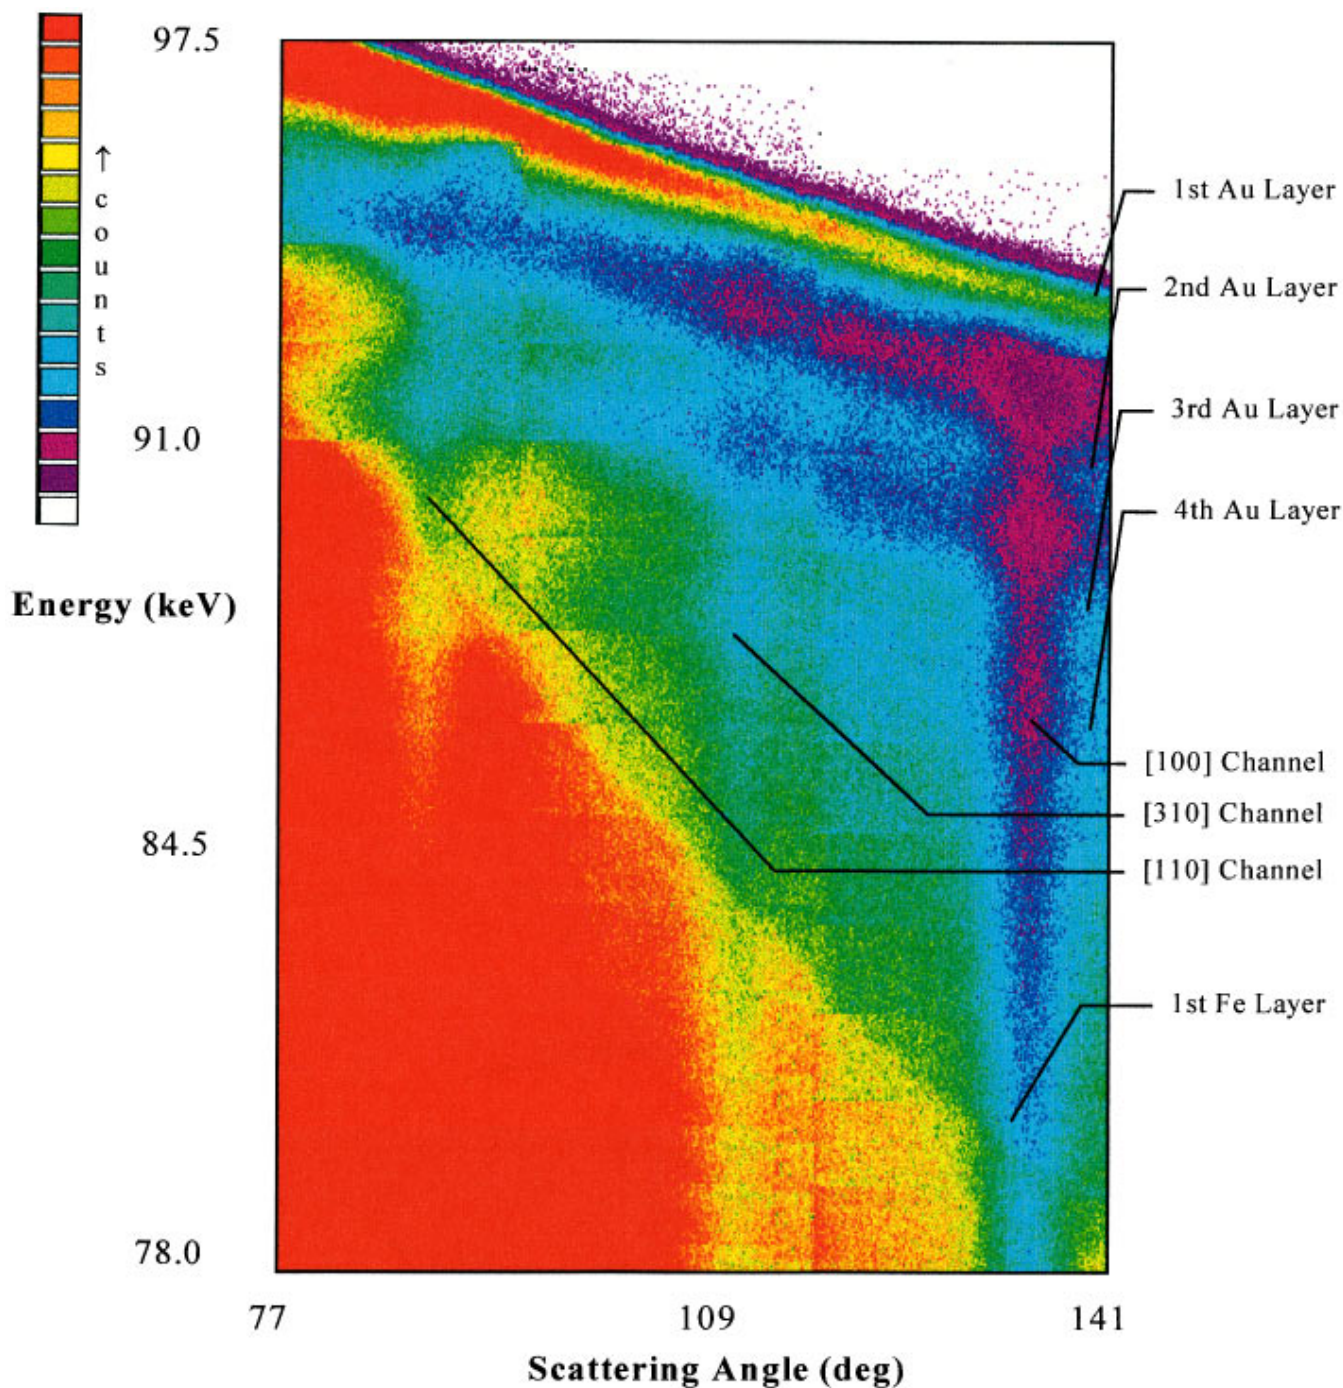 97.5
↑ counts
1st Au Layer
2nd Au Layer
3rd Au Layer
91.0
4th Au Layer
Energy (keV)
[100] Channel
[310] Channel
84.5
[110] Channel
1st Fe Layer
78.0
77 109 141
Scattering Angle (deg)